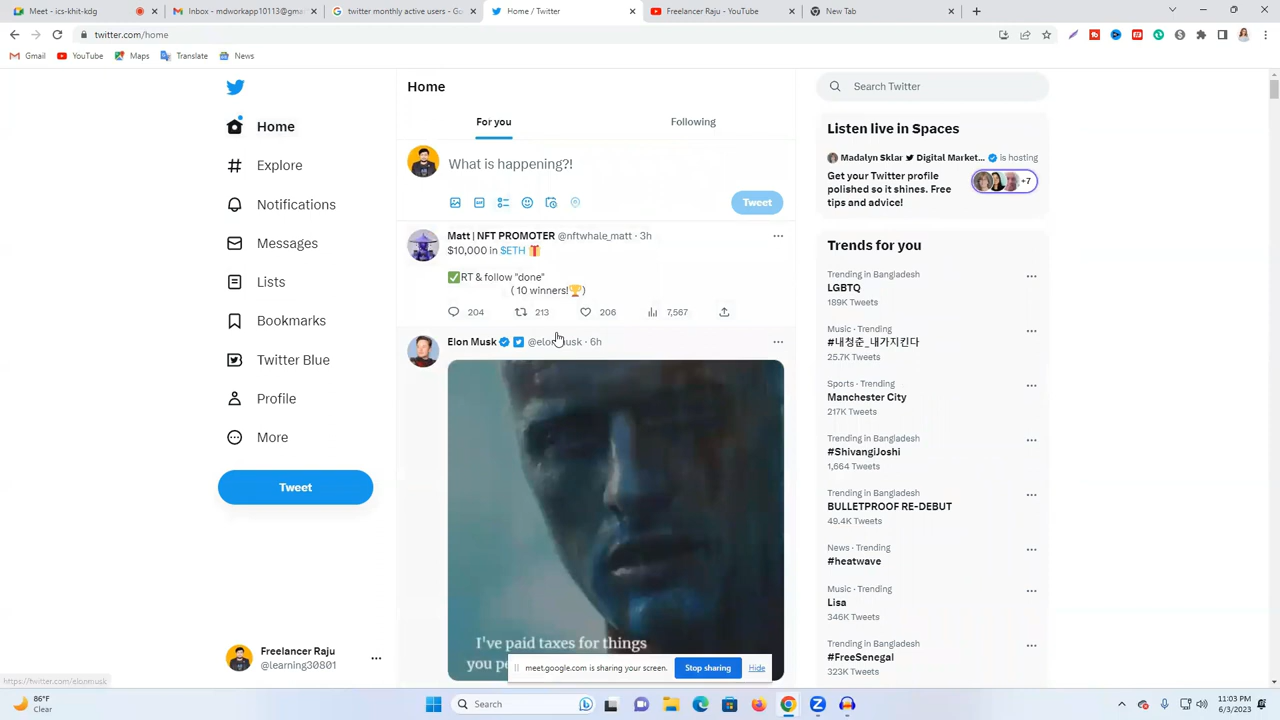 Meet - ics-khit-kdg
Inbox - mdworkapp10113@gma
twitter monthly active users - Go
Home / Twitter
Freelancer Raju - YouTube
New Tab
twitter.com/home
Gmail
YouTube
Maps
Translate
News
Home
Explore
Notifications
Messages
Lists
Bookmarks
Twitter Blue
Profile
More
Tweet
Freelancer Raju
@learning30801
Home
For you
Following
What is happening?!
Tweet
Matt | NFT PROMOTER @nftwhale_matt · 3h
$10,000 in $ETH 🎁
✅RT & follow "done"
( 10 winners!🏆)
204 213 206 7,567
Elon Musk @elonmusk · 6h
I've paid taxes for things
you pe
meet.google.com is sharing your screen. Stop sharing Hide
Search Twitter
Listen live in Spaces
Madalyn Sklar Digital Market... is hosting
Get your Twitter profile
polished so it shines. Free
tips and advice!
+7
Trends for you
Trending in Bangladesh
LGBTQ
189K Tweets
Music · Trending
#내청춘_내가지킨다
25.7K Tweets
Sports · Trending
Manchester City
217K Tweets
Trending in Bangladesh
#ShivangiJoshi
1,664 Tweets
Trending in Bangladesh
BULLETPROOF RE-DEBUT
49.4K Tweets
News · Trending
#heatwave
Music · Trending
Lisa
346K Tweets
Trending in Bangladesh
#FreeSenegal
323K Tweets
https://twitter.com/elonmusk
86°F
Clear
Search
11:03 PM
6/3/2023